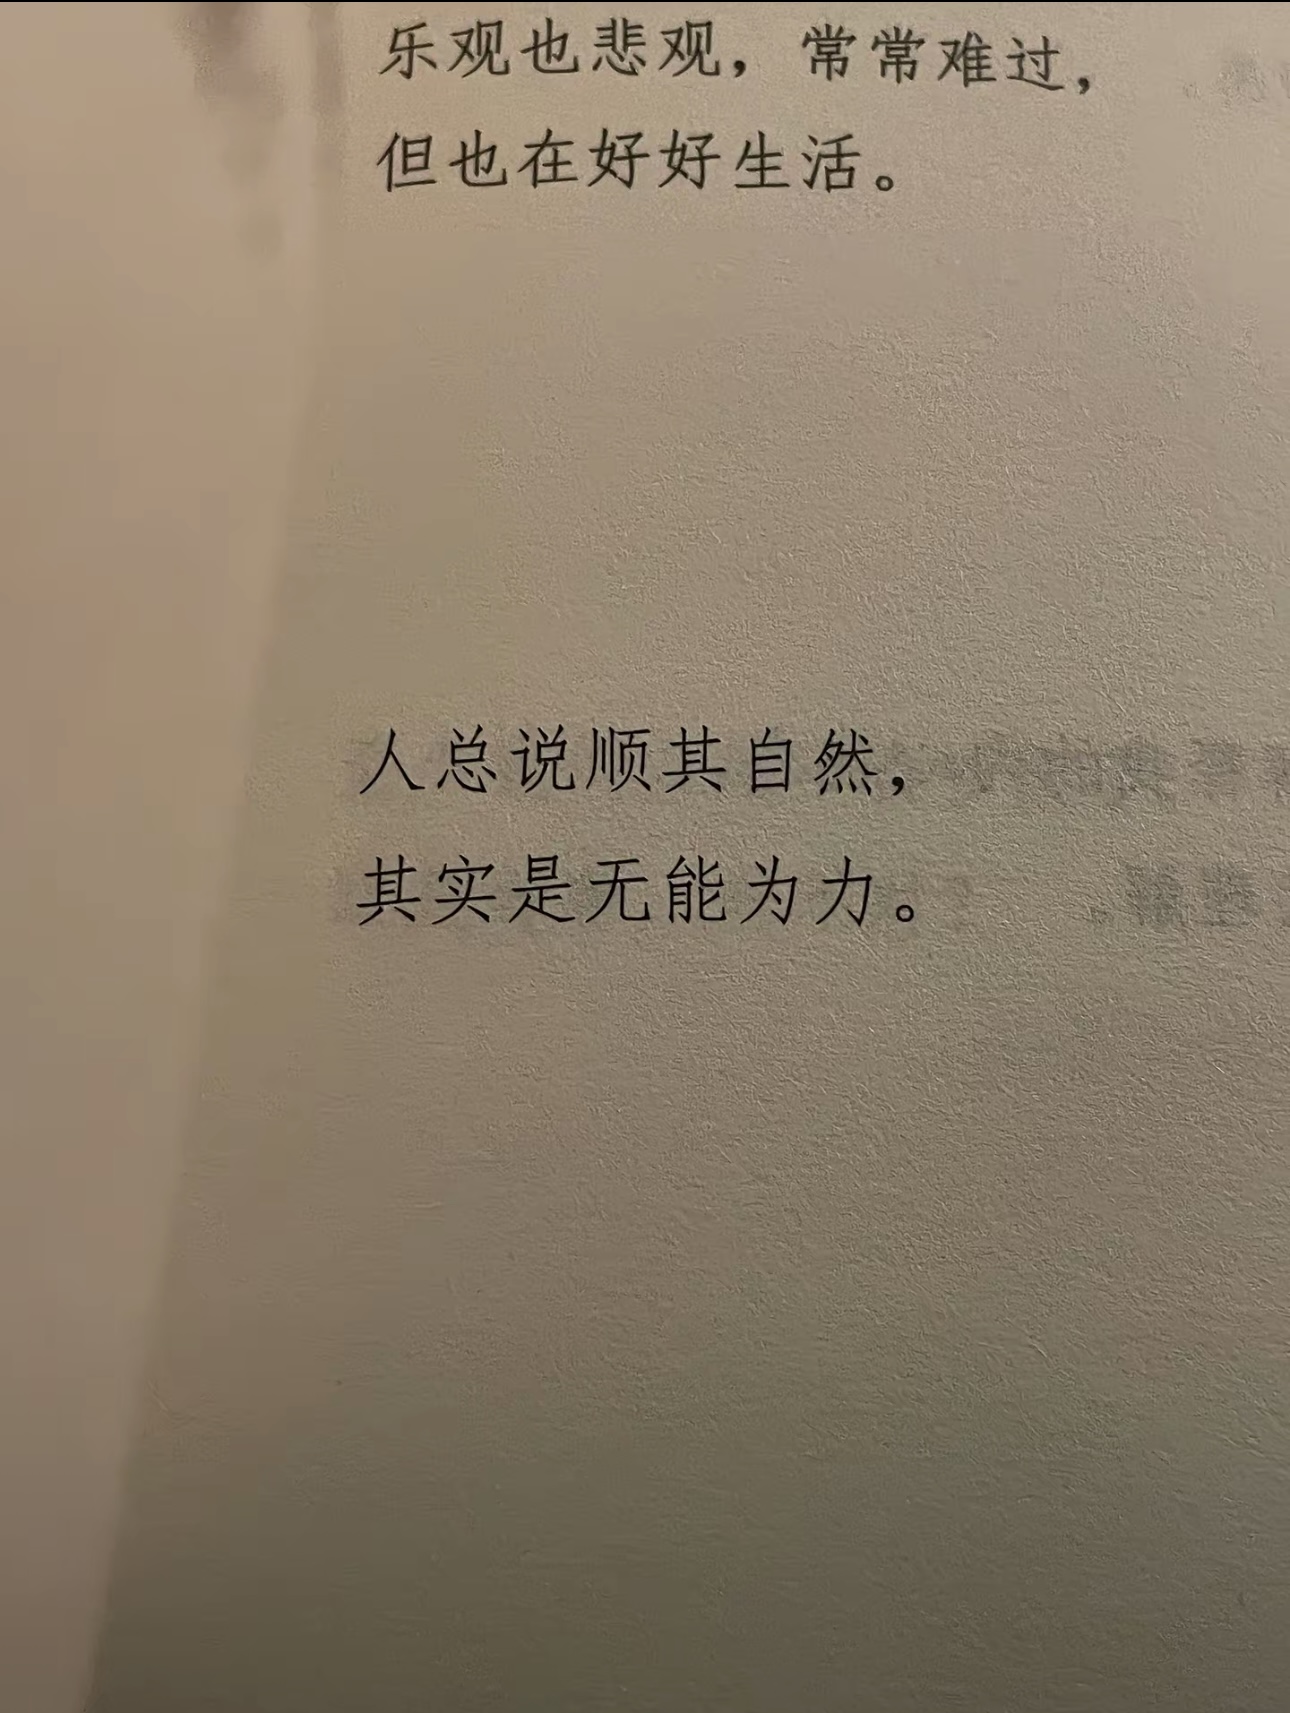 乐观也悲观，常常难过，
但也在好好生活。
人总说顺其自然，
其实是无能为力。